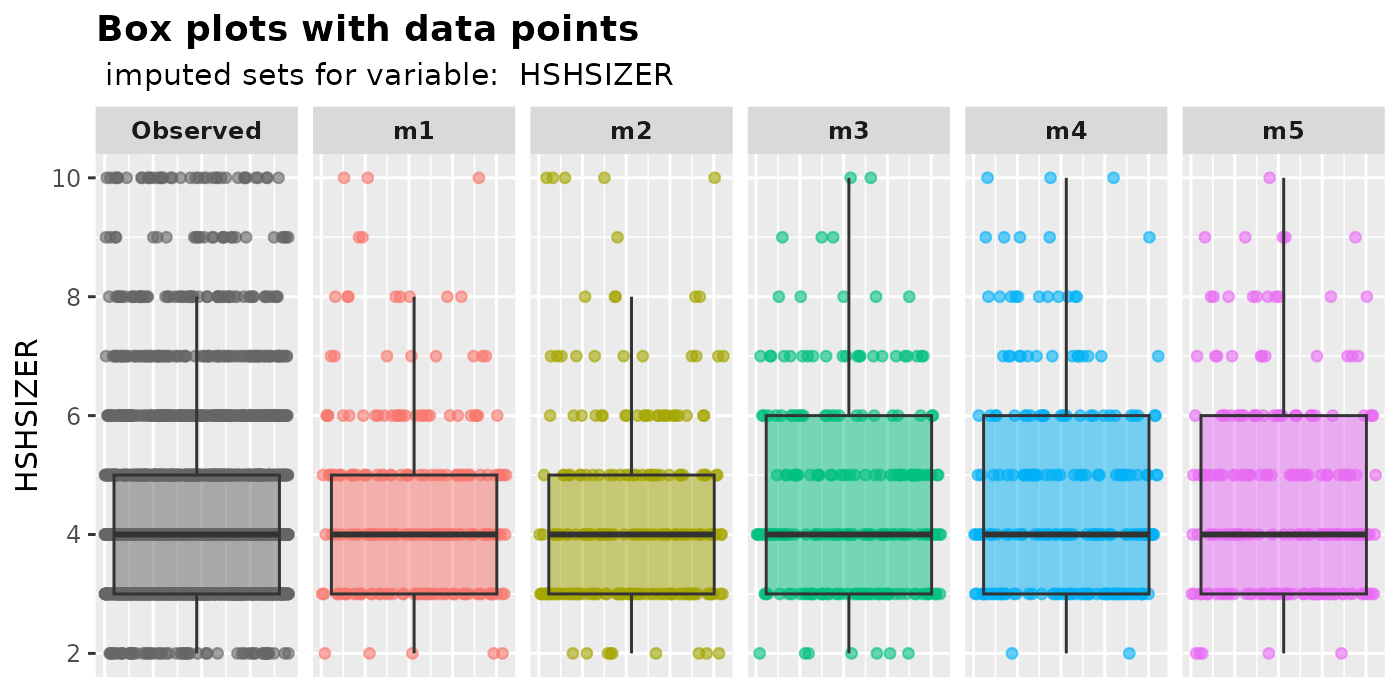 Box plots with data points
imputed sets for variable:  HSHSIZER
Observed m1 m2 m3 m4 m5
10
8
6
4
2
HSHSIZER